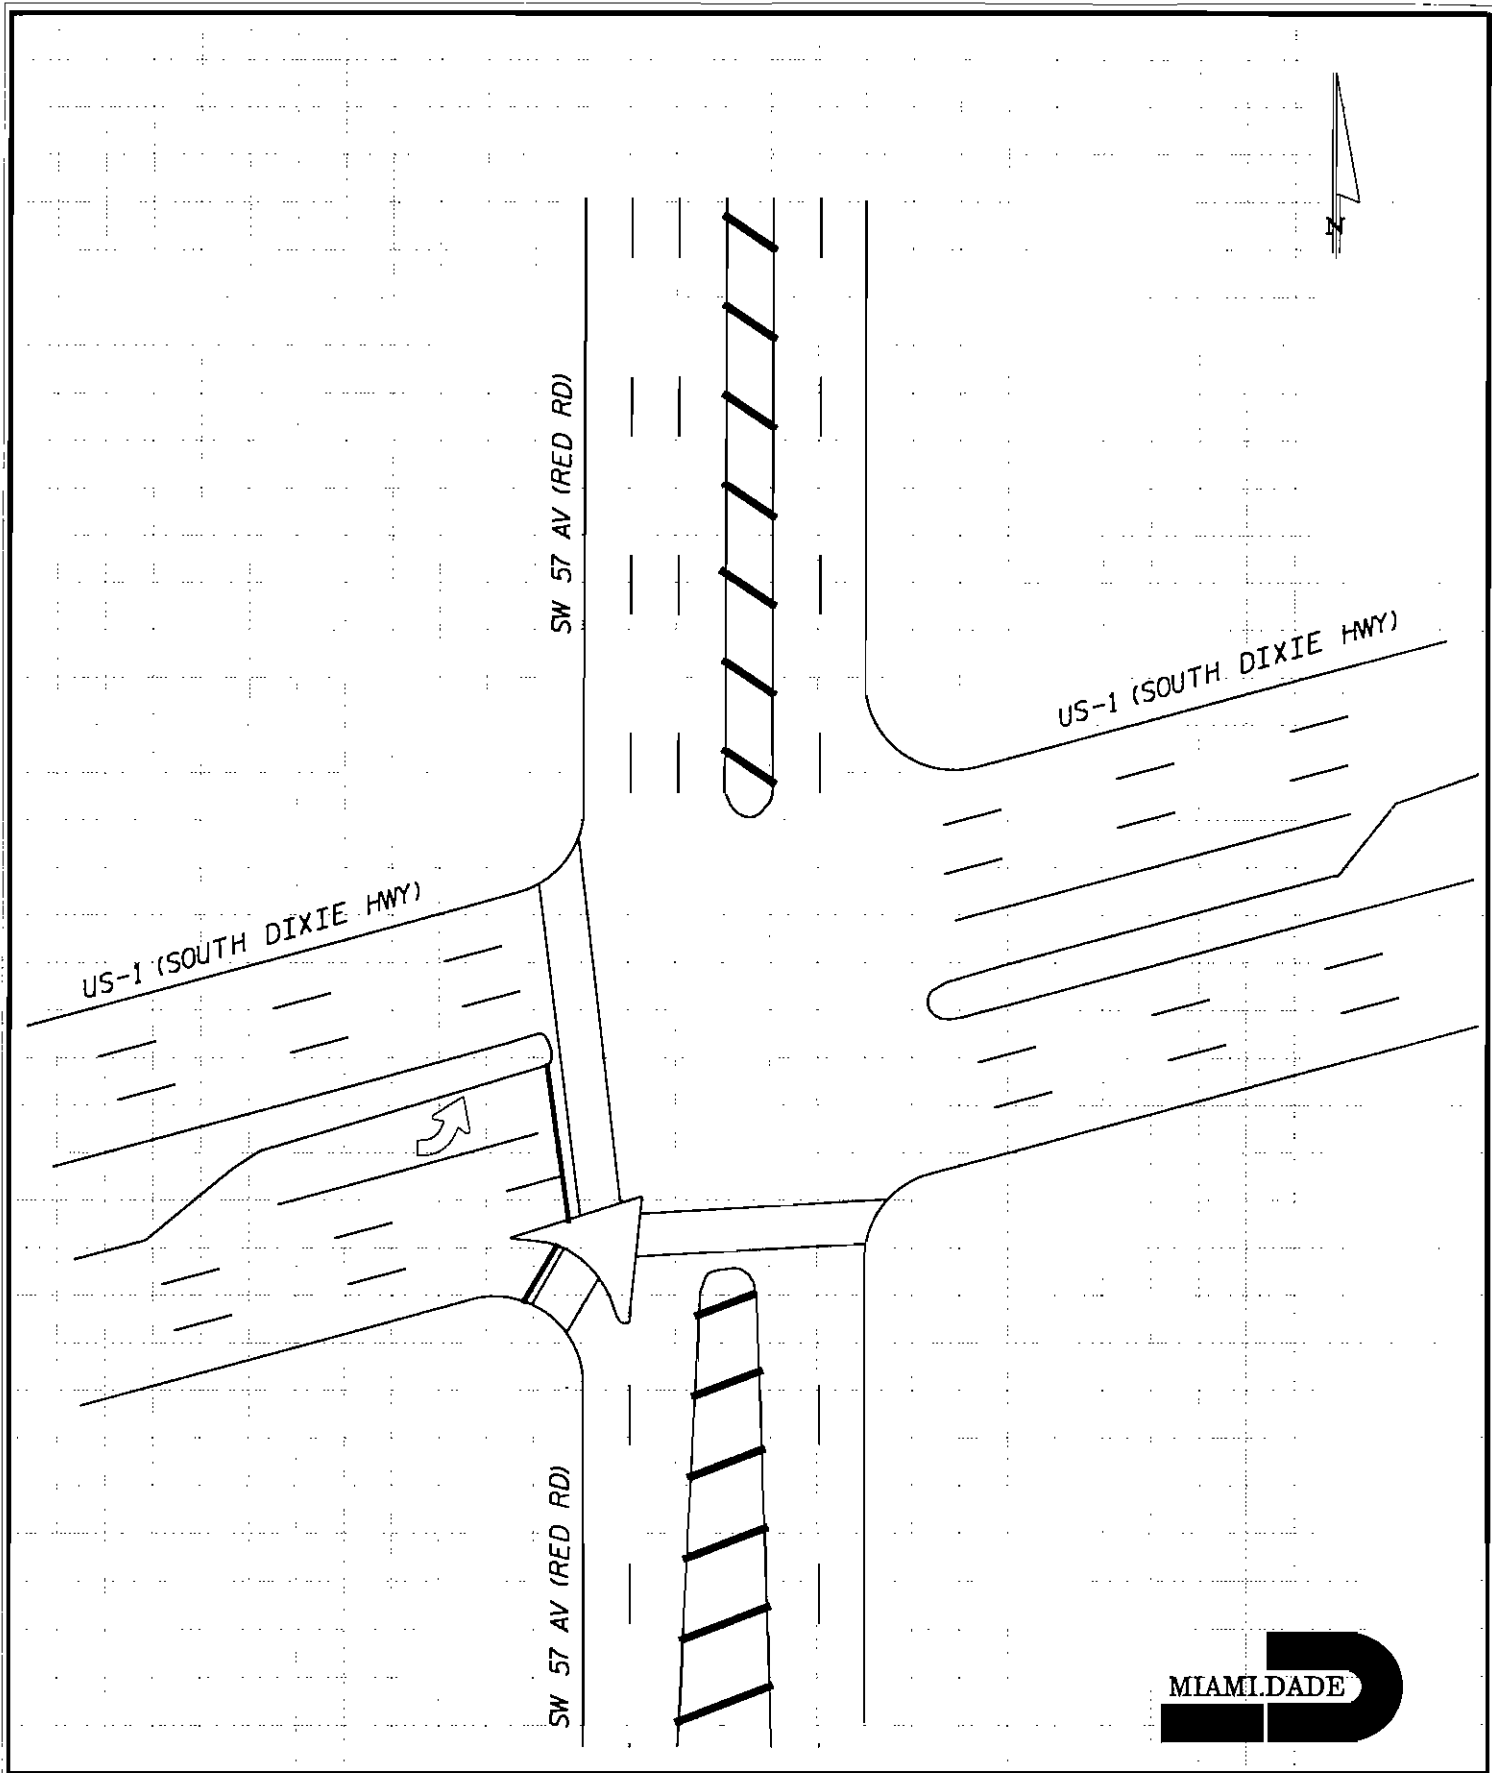 N
SW 57 AV (RED RD)
US-1 (SOUTH DIXIE HWY)
US-1 (SOUTH DIXIE HWY)
SW 57 AV (RED RD)
MIAMI.DADE